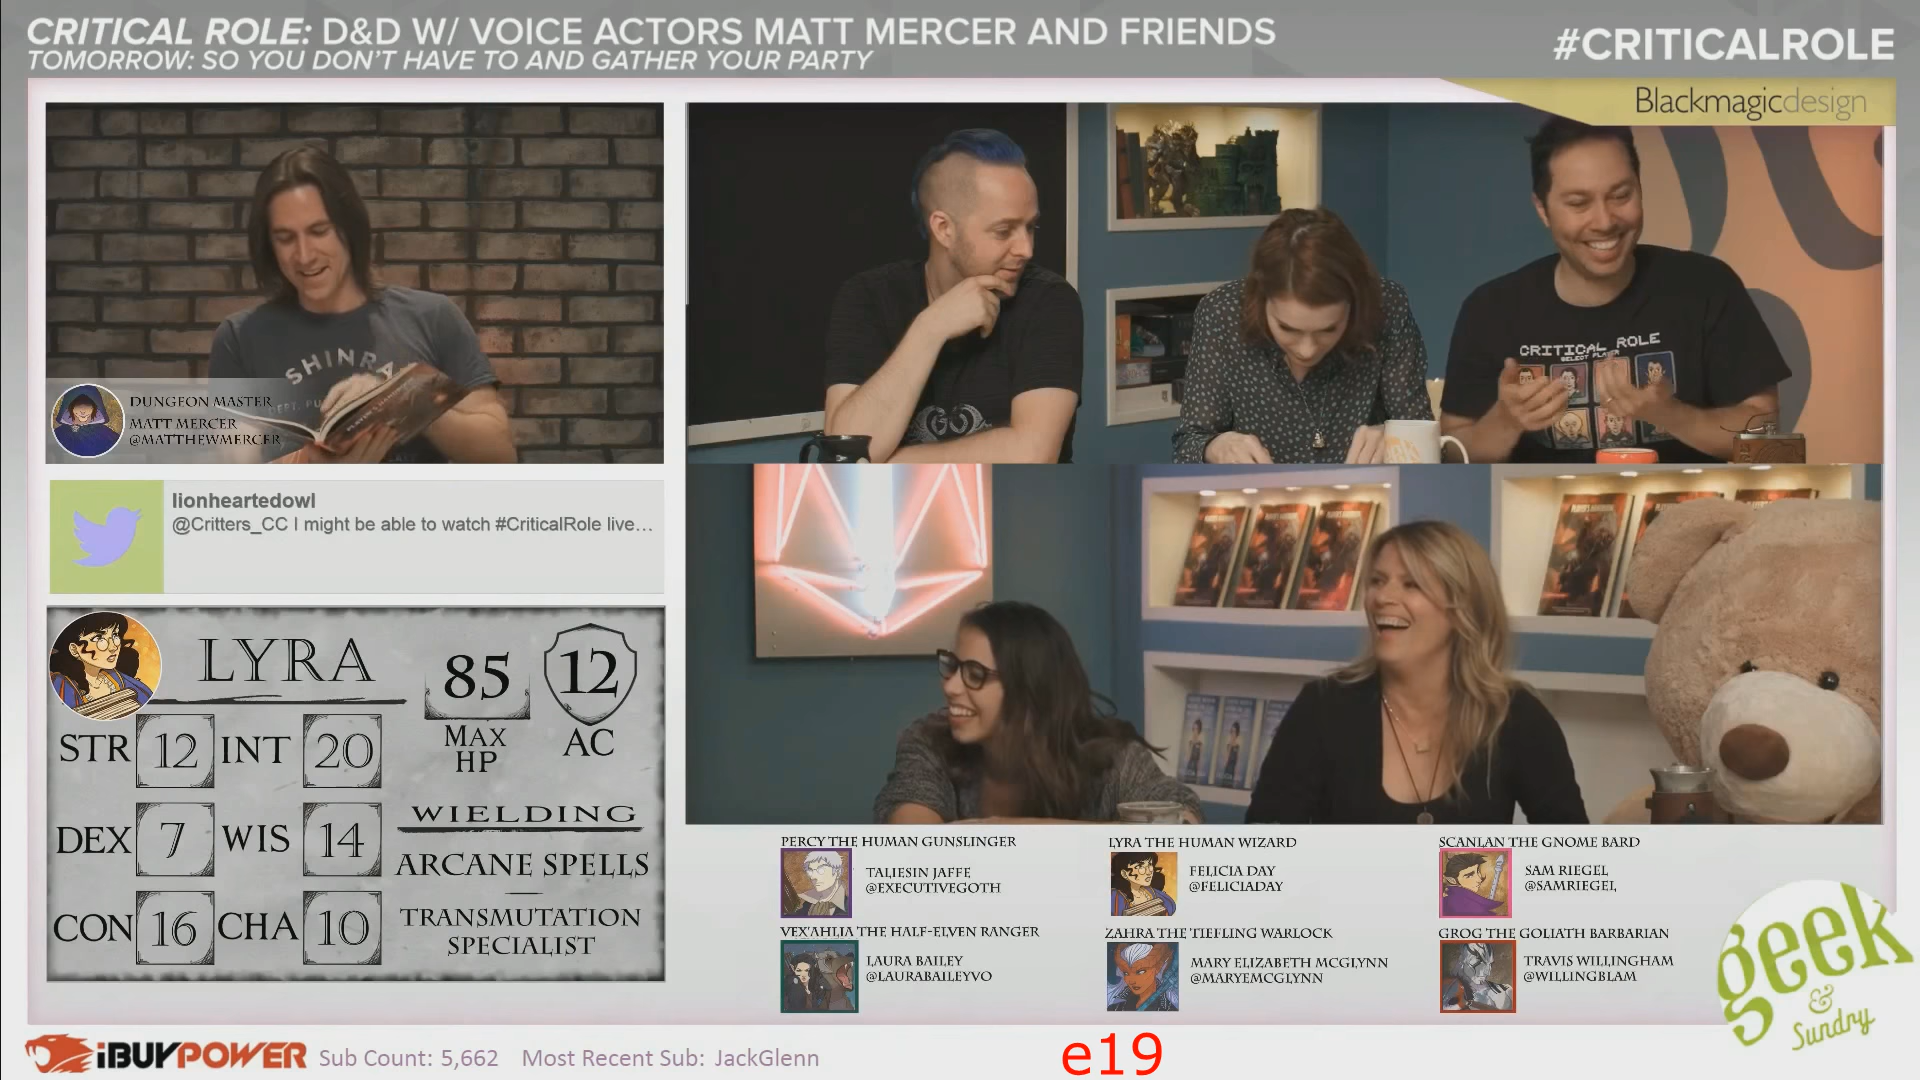 CRITICAL ROLE: D&D W/ VOICE ACTORS MATT MERCER AND FRIENDS
TOMORROW: SO YOU DON'T HAVE TO AND GATHER YOUR PARTY
#CRITICALROLE
Blackmagicdesign
SHINRA
DUNGEON MASTER
MATT MERCER
@MATTHEWMERCER
CRITICAL ROLE
SELECT PLAYER
lionheartedowl
@Critters_CC I might be able to watch #CriticalRole live...
LYRA
85
MAX
HP
12
AC
STR 12 INT 20
DEX 7 WIS 14
CON 16 CHA 10
WIELDING
ARCANE SPELLS
TRANSMUTATION
SPECIALIST
PERCY THE HUMAN GUNSLINGER
TALIESIN JAFFE
@EXECUTIVEGOTH
LYRA THE HUMAN WIZARD
FELICIA DAY
@FELICIADAY
SCANLAN THE GNOME BARD
SAM RIEGEL
@SAMRIEGEL
VEX'AHLIA THE HALF-ELVEN RANGER
LAURA BAILEY
@LAURABAILEYVO
ZAHRA THE TIEFLING WARLOCK
MARY ELIZABETH MCGLYNN
@MARYEMCGLYNN
GROG THE GOLIATH BARBARIAN
TRAVIS WILLINGHAM
@WILLINGBLAM
geek
&
Sundry
iBUYPOWER
Sub Count: 5,662 Most Recent Sub: JackGlenn
e19